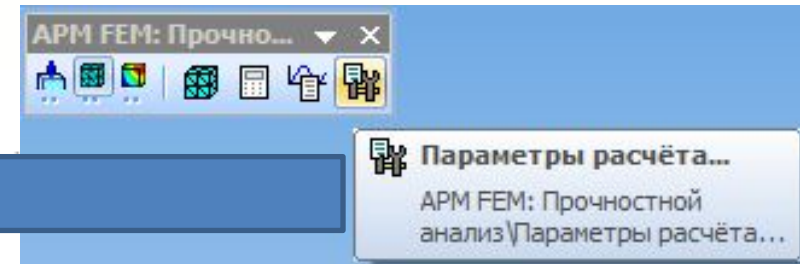 APM FEM: Прочно...
Параметры расчёта...
APM FEM: Прочностной
анализ\Параметры расчёта...